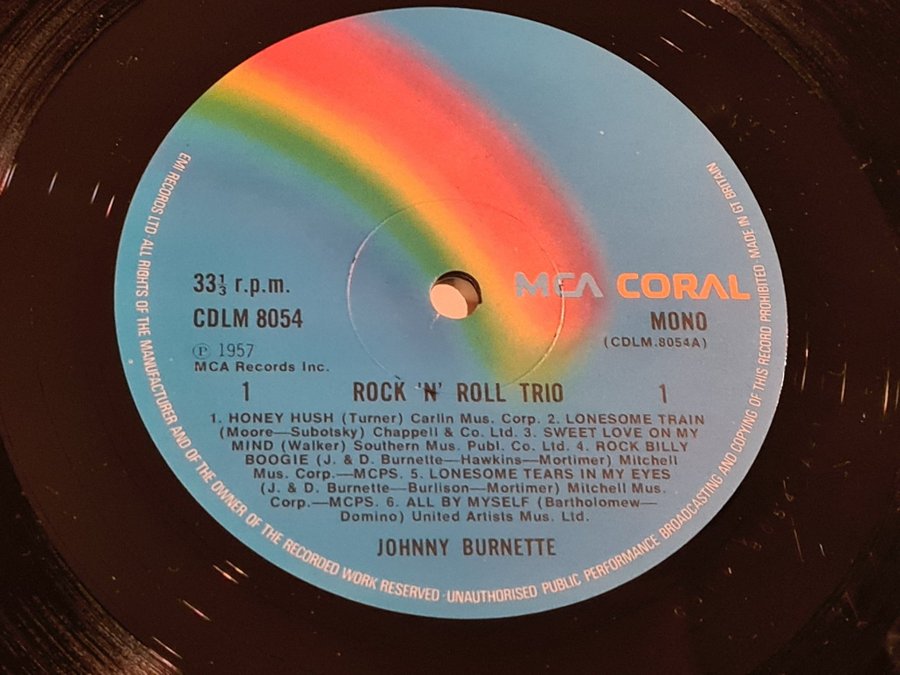 EMI RECORDS LTD · ALL RIGHTS OF THE MANUFACTURER AND OF THE OWNER OF THE RECORDED WORK RESERVED · UNAUTHORISED PUBLIC PERFORMANCE BROADCASTING AND COPYING OF THIS RECORD PROHIBITED · MADE IN GT BRITAIN
MCA CORAL
33⅓ r.p.m.
CDLM 8054
MONO
(CDLM.8054A)
Ⓟ 1957
MCA Records Inc.
1 ROCK 'N' ROLL TRIO 1
1. HONEY HUSH (Turner) Carlin Mus. Corp. 2. LONESOME TRAIN
(Moore—Subotsky) Chappell & Co. Ltd. 3. SWEET LOVE ON MY
MIND (Walker) Southern Mus. Publ. Co. Ltd. 4. ROCK BILLY
BOOGIE (J. & D. Burnette—Hawkins—Mortimer) Mitchell
Mus. Corp.—MCPS. 5. LONESOME TEARS IN MY EYES
(J. & D. Burnette—Burlison—Mortimer) Mitchell Mus.
Corp.—MCPS. 6. ALL BY MYSELF (Bartholomew—
Domino) United Artists Mus. Ltd.
JOHNNY BURNETTE